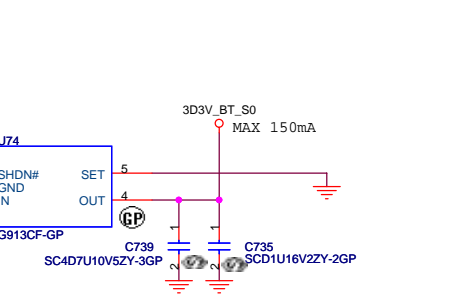 3D3V_BT_S0
MAX 150mA
U74
SHDN# SET 5
GND
IN OUT 4
GP
G913CF-GP
1 1
C739 C735
SC4D7U10V5ZY-3GP SCD1U16V2ZY-2GP
2 2